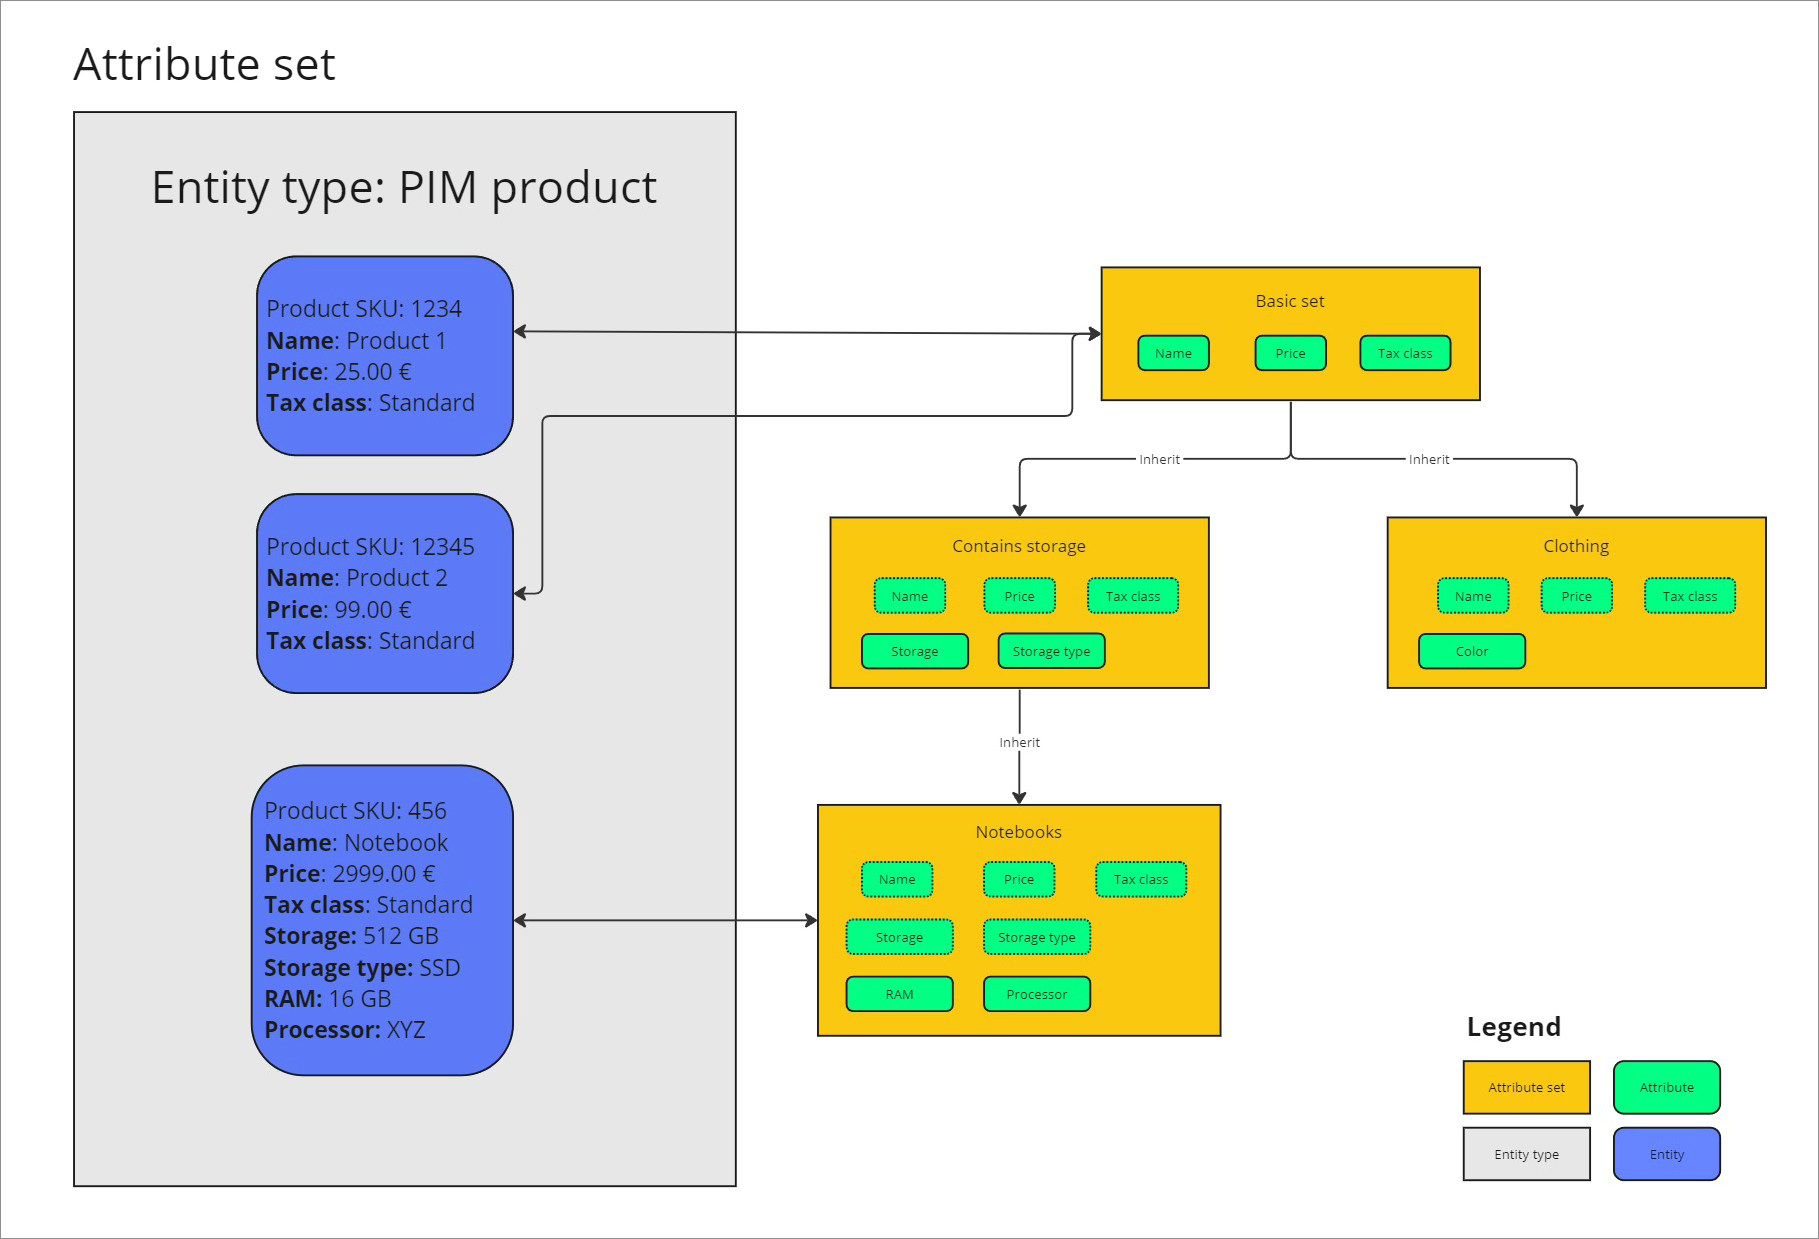 Attribute set
Entity type: PIM product
Product SKU: 1234
Name: Product 1
Price: 25.00 €
Tax class: Standard
Product SKU: 12345
Name: Product 2
Price: 99.00 €
Tax class: Standard
Product SKU: 456
Name: Notebook
Price: 2999.00 €
Tax class: Standard
Storage: 512 GB
Storage type: SSD
RAM: 16 GB
Processor: XYZ
Basic set
Name Price Tax class
Inherit Inherit
Contains storage
Name Price Tax class
Storage Storage type
Clothing
Name Price Tax class
Color
Inherit
Notebooks
Name Price Tax class
Storage Storage type
RAM Processor
Legend
Attribute set Attribute
Entity type Entity